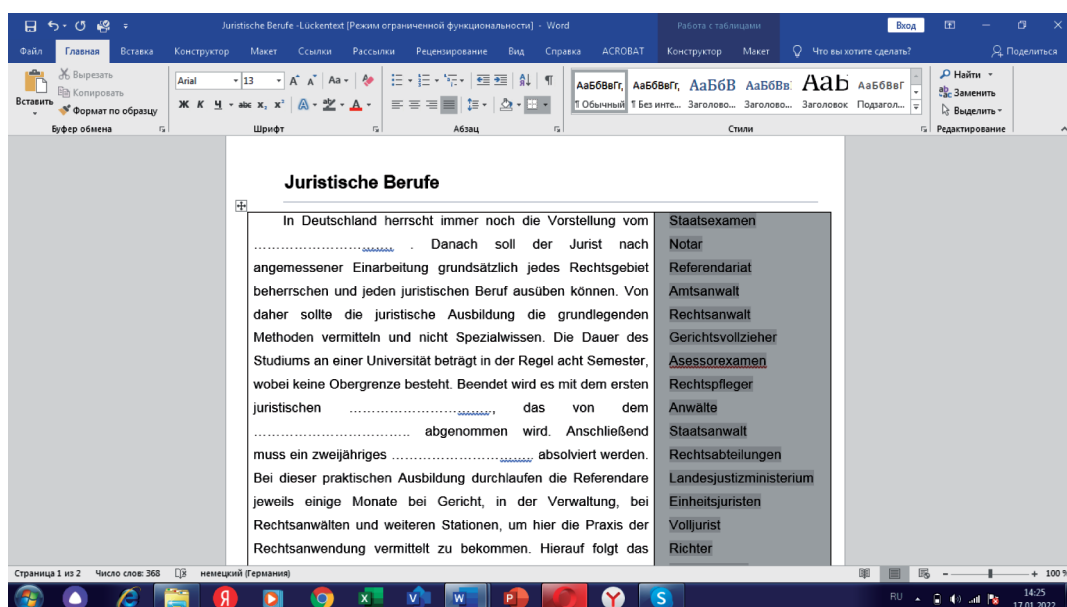 Juristische Berufe -Lückentext [Режим ограниченной функциональности] - Word
Работа с таблицами
Вход
Файл Главная Вставка Конструктор Макет Ссылки Рассылки Рецензирование Вид Справка ACROBAT Конструктор Макет Что вы хотите сделать? Поделиться
Вставить
Вырезать
Копировать
Формат по образцу
Буфер обмена
Arial 13
Ж К Ч abc x₂ x²
Шрифт
Абзац
АаБбВвГг, АаБбВвГг, АаБбВ АаБбВв АаЬ АаБбВвГ
¶ Обычный ¶ Без инте... Заголово... Заголово... Заголовок Подзагол...
Стили
Найти
Заменить
Выделить
Редактирование
Juristische Berufe
In Deutschland herrscht immer noch die Vorstellung vom
…………………………….. . Danach soll der Jurist nach
angemessener Einarbeitung grundsätzlich jedes Rechtsgebiet
beherrschen und jeden juristischen Beruf ausüben können. Von
daher sollte die juristische Ausbildung die grundlegenden
Methoden vermitteln und nicht Spezialwissen. Die Dauer des
Studiums an einer Universität beträgt in der Regel acht Semester,
wobei keine Obergrenze besteht. Beendet wird es mit dem ersten
juristischen ……………………………, das von dem
…………………………….. abgenommen wird. Anschließend
muss ein zweijähriges ………………………….. absolviert werden.
Bei dieser praktischen Ausbildung durchlaufen die Referendare
jeweils einige Monate bei Gericht, in der Verwaltung, bei
Rechtsanwälten und weiteren Stationen, um hier die Praxis der
Rechtsanwendung vermittelt zu bekommen. Hierauf folgt das
Staatsexamen
Notar
Referendariat
Amtsanwalt
Rechtsanwalt
Gerichtsvollzieher
Asessorexamen
Rechtspfleger
Anwälte
Staatsanwalt
Rechtsabteilungen
Landesjustizministerium
Einheitsjuristen
Volljurist
Richter
Страница 1 из 2 Число слов: 368 немецкий (Германия) 100 %
RU 14:25
17.01.2022